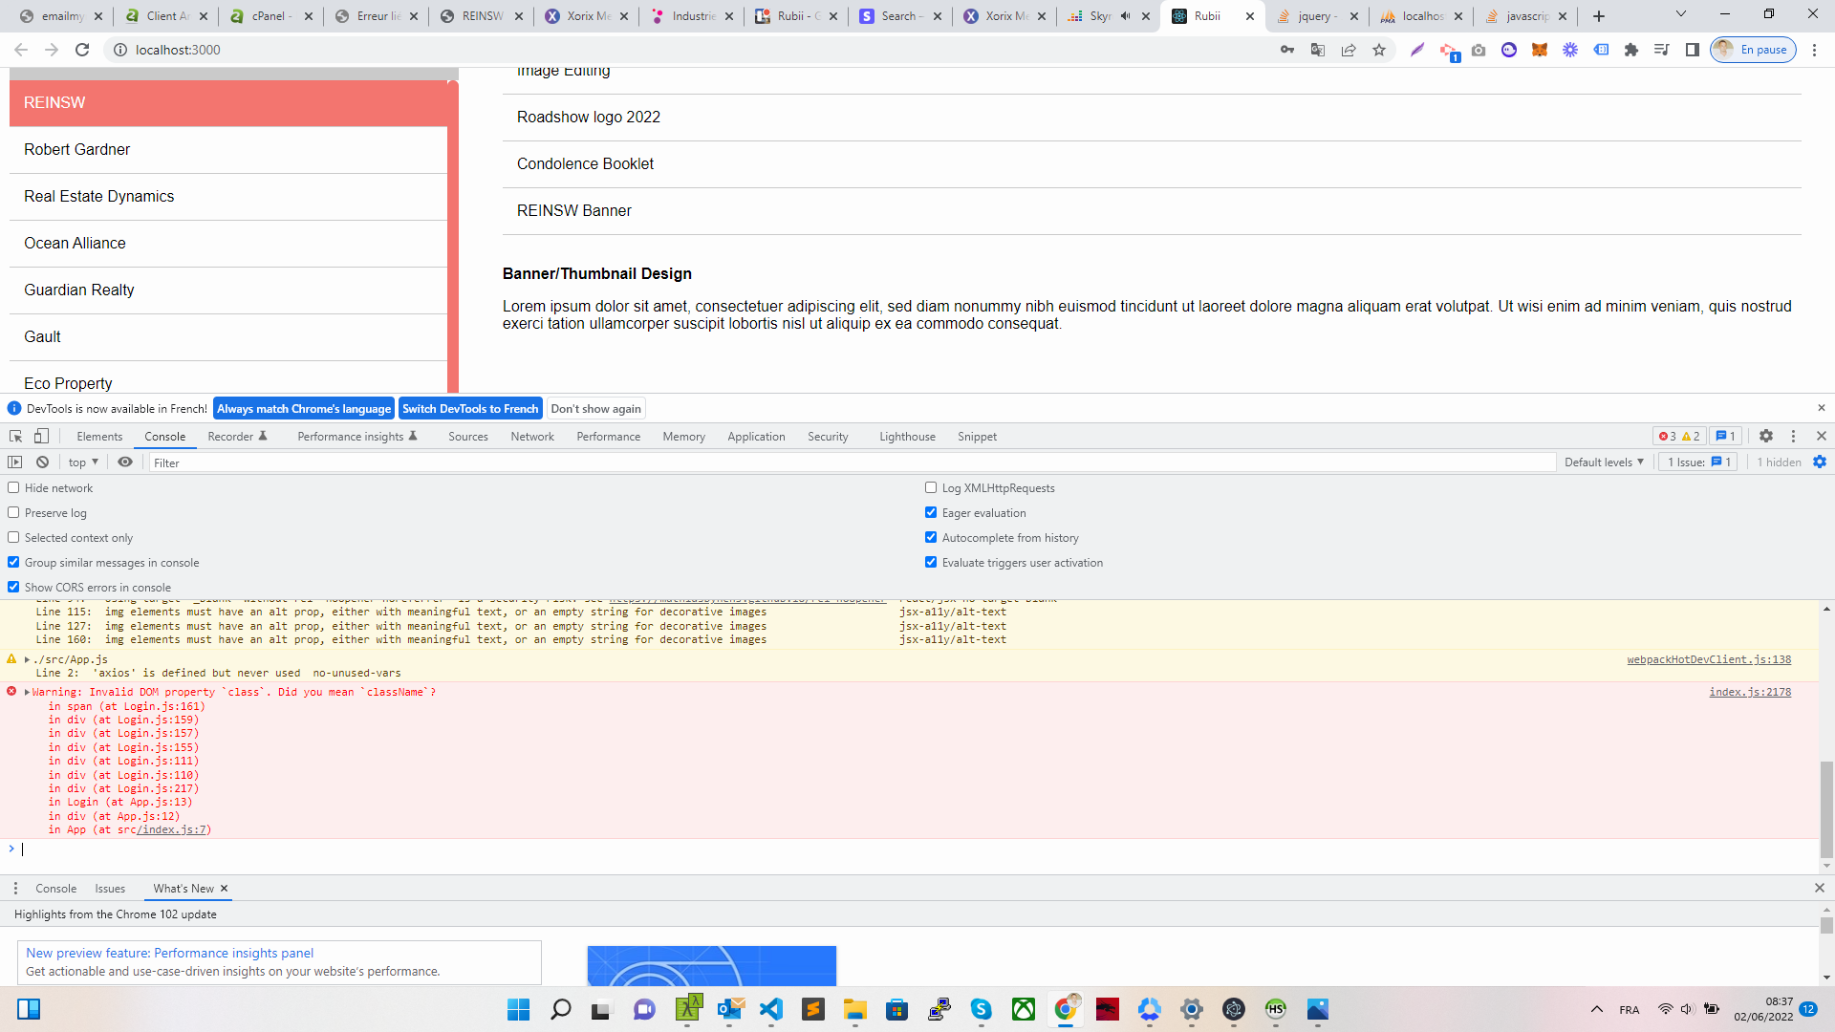 emailmy
Client A
cPanel -
Erreur lié
REINSW
Xorix Me
Industrie
Rubii - G
Search -
Xorix Me
Skyr
Rubii
jquery -
localhos
javascrip
localhost:3000
1
En pause
REINSW
Robert Gardner
Real Estate Dynamics
Ocean Alliance
Guardian Realty
Gault
Eco Property
Image Editing
Roadshow logo 2022
Condolence Booklet
REINSW Banner
Banner/Thumbnail Design
Lorem ipsum dolor sit amet, consectetuer adipiscing elit, sed diam nonummy nibh euismod tincidunt ut laoreet dolore magna aliquam erat volutpat. Ut wisi enim ad minim veniam, quis nostrud
exerci tation ullamcorper suscipit lobortis nisl ut aliquip ex ea commodo consequat.
DevTools is now available in French! Always match Chrome's language Switch DevTools to French Don't show again
Elements Console Recorder Performance insights Sources Network Performance Memory Application Security Lighthouse Snippet 3 2 1
top Filter Default levels 1 Issue: 1 1 hidden
Hide network
Log XMLHttpRequests
Preserve log
Eager evaluation
Selected context only
Autocomplete from history
Group similar messages in console
Evaluate triggers user activation
Show CORS errors in console
Line 115: img elements must have an alt prop, either with meaningful text, or an empty string for decorative images jsx-a11y/alt-text
Line 127: img elements must have an alt prop, either with meaningful text, or an empty string for decorative images jsx-a11y/alt-text
Line 160: img elements must have an alt prop, either with meaningful text, or an empty string for decorative images jsx-a11y/alt-text
./src/App.js webpackHotDevClient.js:138
Line 2: 'axios' is defined but never used no-unused-vars
Warning: Invalid DOM property `class`. Did you mean `className`? index.js:2178
in span (at Login.js:161)
in div (at Login.js:159)
in div (at Login.js:157)
in div (at Login.js:155)
in div (at Login.js:111)
in div (at Login.js:110)
in div (at Login.js:217)
in Login (at App.js:13)
in div (at App.js:12)
in App (at src/index.js:7)
Console Issues What's New
Highlights from the Chrome 102 update
New preview feature: Performance insights panel
Get actionable and use-case-driven insights on your website's performance.
FRA
08:37
02/06/2022
12